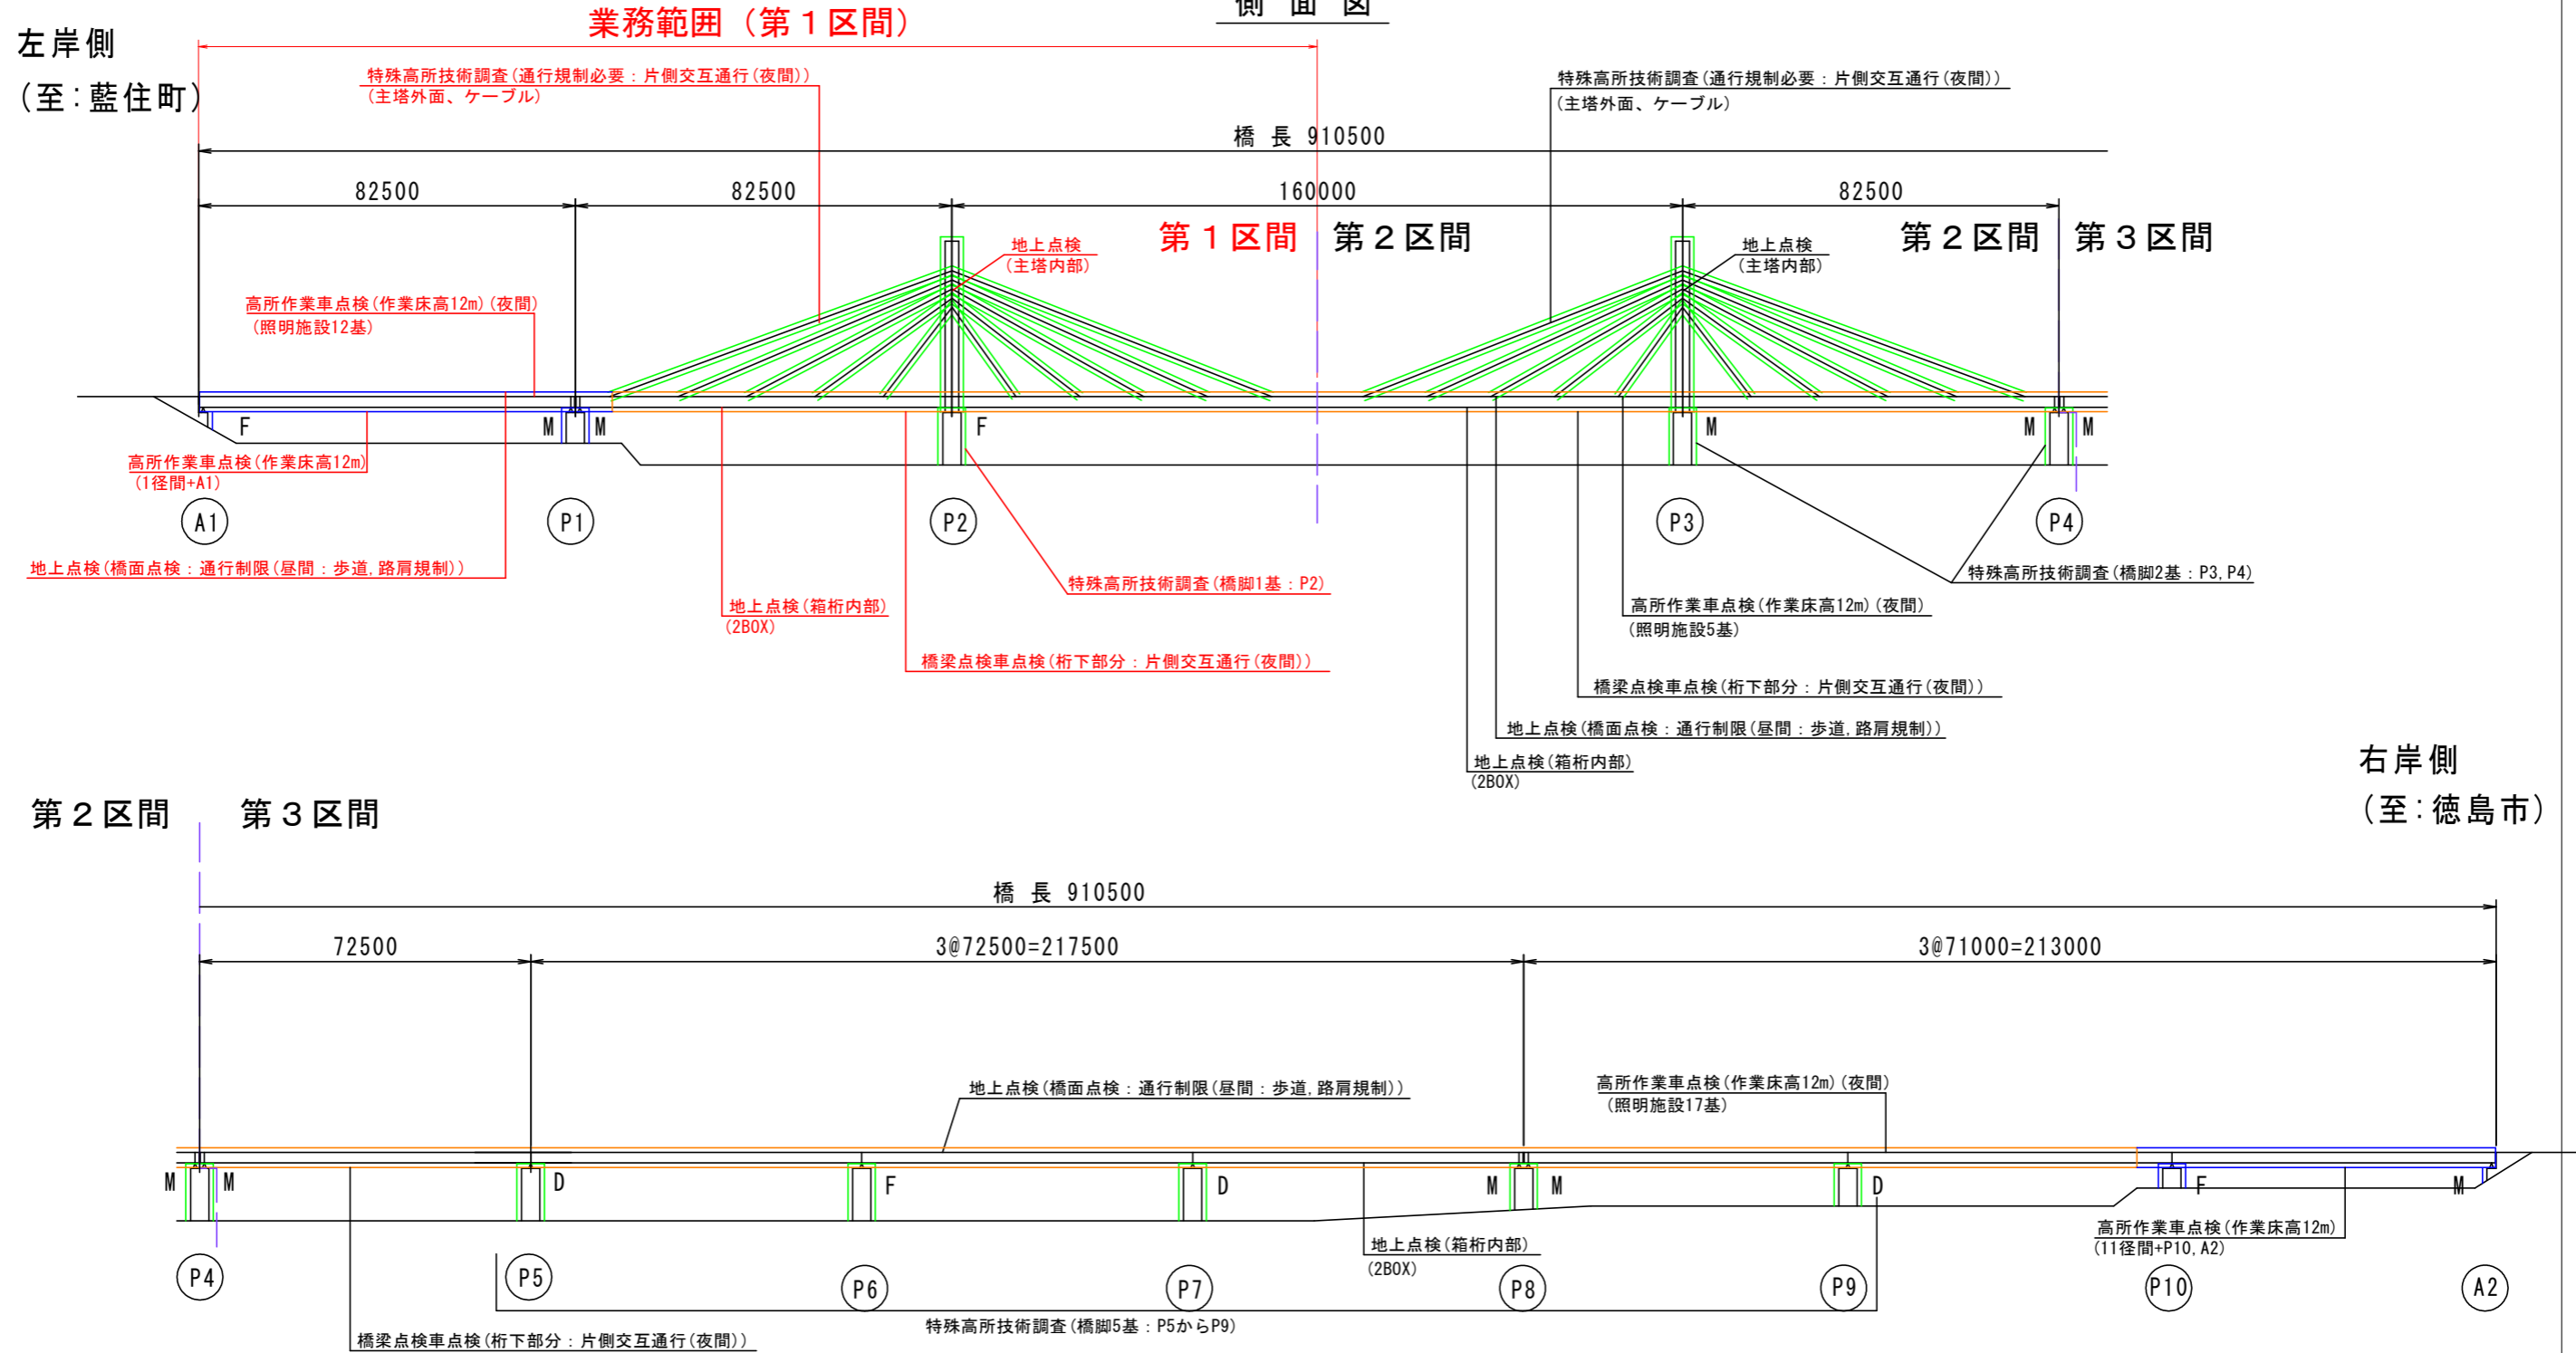 側 面 図
業務範囲（第１区間）
左岸側
（至：藍住町）
特殊高所技術調査(通行規制必要：片側交互通行(夜間))
(主塔外面、ケーブル)
特殊高所技術調査(通行規制必要：片側交互通行(夜間))
(主塔外面、ケーブル)
橋 長 910500
82500
82500
160000
82500
第１区間
第２区間
第２区間
第３区間
地上点検
(主塔内部)
地上点検
(主塔内部)
高所作業車点検(作業床高12m)(夜間)
(照明施設12基)
F
M
M
F
M
M
M
高所作業車点検(作業床高12m)
(1径間+A1)
A1
P1
P2
P3
P4
地上点検(橋面点検：通行制限(昼間：歩道,路肩規制))
特殊高所技術調査(橋脚1基：P2)
特殊高所技術調査(橋脚2基：P3,P4)
地上点検(箱桁内部)
(2BOX)
高所作業車点検(作業床高12m)(夜間)
(照明施設5基)
橋梁点検車点検(桁下部分：片側交互通行(夜間))
橋梁点検車点検(桁下部分：片側交互通行(夜間))
地上点検(橋面点検：通行制限(昼間：歩道,路肩規制))
地上点検(箱桁内部)
(2BOX)
右岸側
（至：徳島市）
第２区間
第３区間
橋 長 910500
72500
3@72500=217500
3@71000=213000
地上点検(橋面点検：通行制限(昼間：歩道,路肩規制))
高所作業車点検(作業床高12m)(夜間)
(照明施設17基)
M
M
D
F
D
M
M
D
F
M
高所作業車点検(作業床高12m)
(11径間+P10,A2)
地上点検(箱桁内部)
(2BOX)
P4
P5
P6
P7
P8
P9
P10
A2
特殊高所技術調査(橋脚5基：P5からP9)
橋梁点検車点検(桁下部分：片側交互通行(夜間))